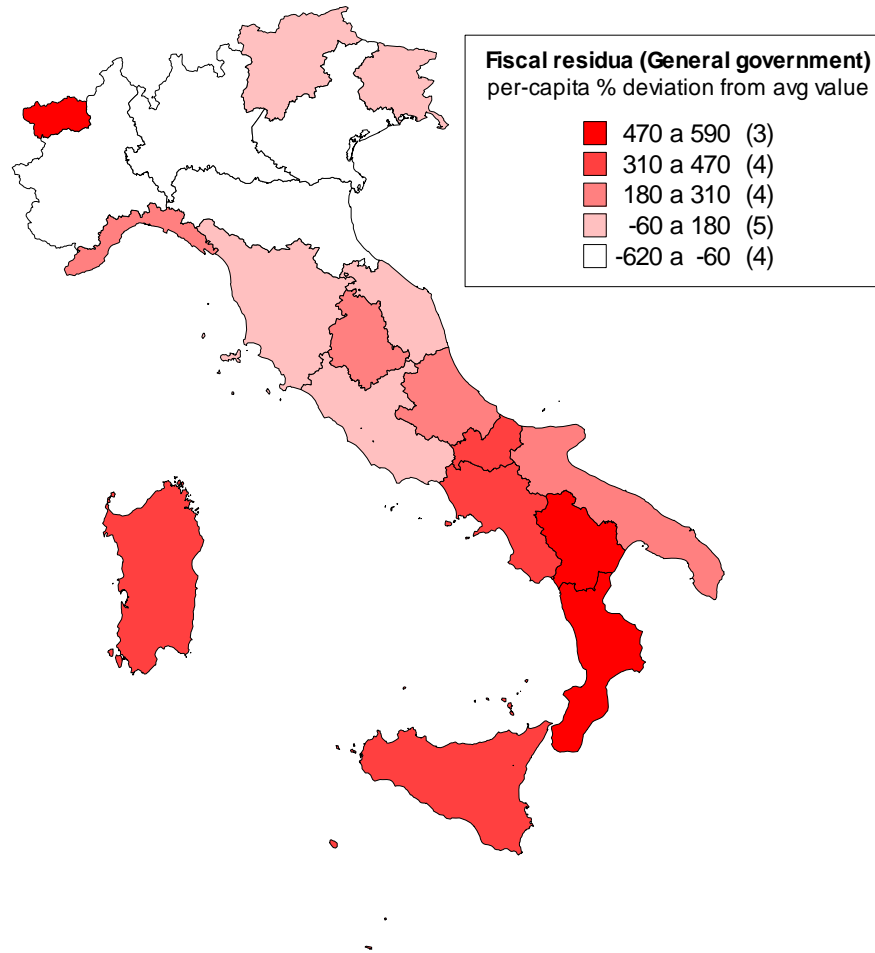 Fiscal residua (General government)
per-capita % deviation from avg value
470 a 590 (3)
310 a 470 (4)
180 a 310 (4)
-60 a 180 (5)
-620 a -60 (4)